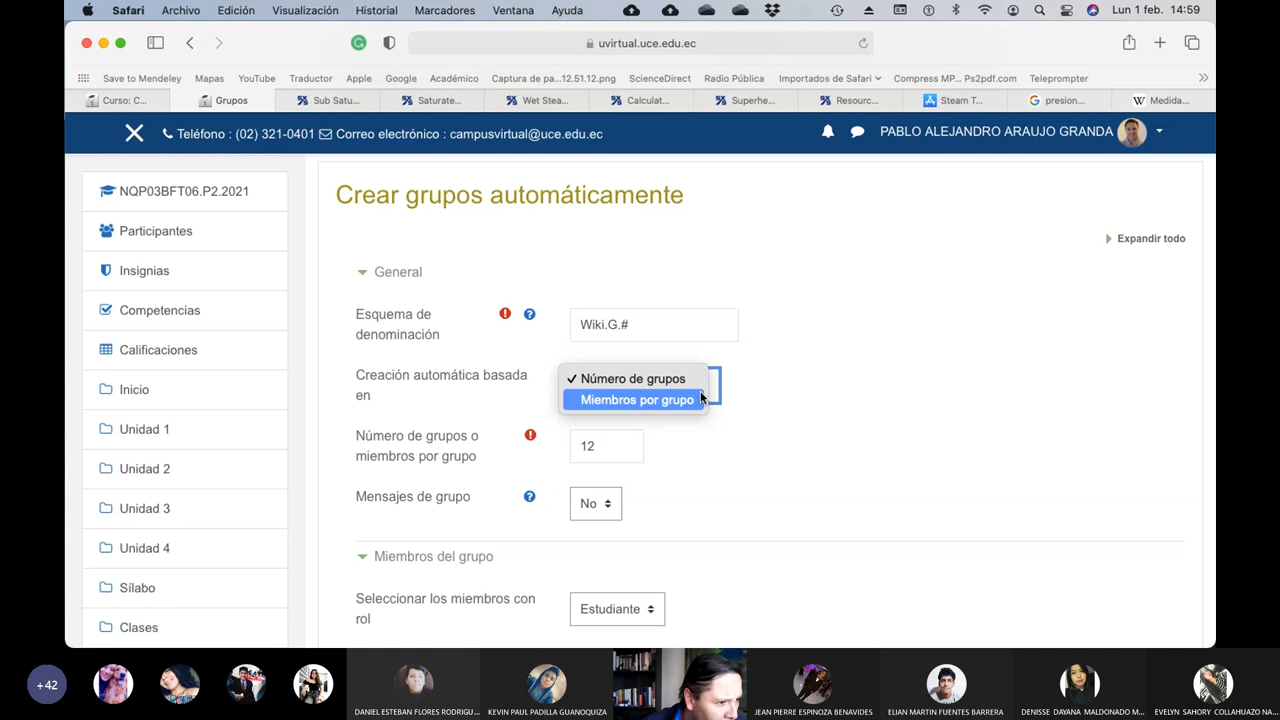 Safari Archivo Edición Visualización Historial Marcadores Ventana Ayuda Lun 1 feb. 14:59
uvirtual.uce.edu.ec
Save to Mendeley Mapas YouTube Traductor Apple Google Académico Captura de pa...12.51.12.png ScienceDirect Radio Pública Importados de Safari Compress MP... Ps2pdf.com Teleprompter
Curso: C... Grupos Sub Satu... Saturate... Wet Stea... Calculat... Superhe... Resourc... Steam T... presion... Medida...
Teléfono : (02) 321-0401 Correo electrónico : campusvirtual@uce.edu.ec PABLO ALEJANDRO ARAUJO GRANDA
NQP03BFT06.P2.2021
Participantes
Insignias
Competencias
Calificaciones
Inicio
Unidad 1
Unidad 2
Unidad 3
Unidad 4
Sílabo
Clases
Crear grupos automáticamente
Expandir todo
General
Esquema de
denominación
Wiki.G.#
Creación automática basada
en
Número de grupos
Miembros por grupo
Número de grupos o
miembros por grupo
12
Mensajes de grupo
No
Miembros del grupo
Seleccionar los miembros con
rol
Estudiante
+42
DANIEL ESTEBAN FLORES RODRIGU... KEVIN PAUL PADILLA GUANOQUIZA JEAN PIERRE ESPINOZA BENAVIDES ELIAN MARTIN FUENTES BARRERA DENISSE DAYANA MALDONADO M... EVELYN SAHORY COLLAHUAZO NA...